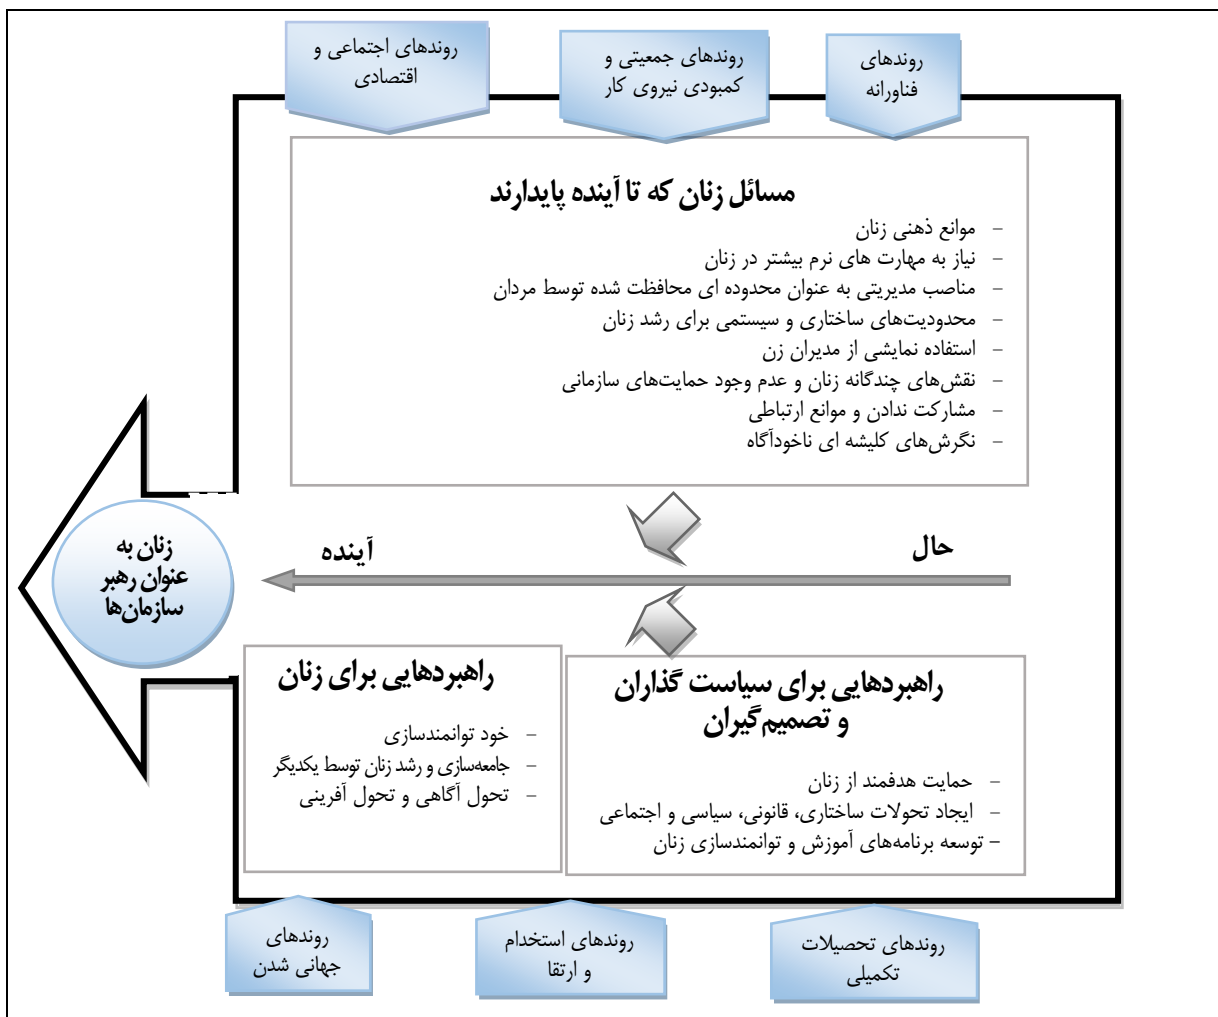 روندهای
فناورانه
روندهای جمعیتی و
کمبودی نیروی کار
روندهای اجتماعی و
اقتصادی
مسائل زنان که تا آینده پایدارند
- موانع ذهنی زنان
- نیاز به مهارت های نرم بیشتر در زنان
- مناصب مدیریتی به عنوان محدوده ای محافظت شده توسط مردان
- محدودیت‌های ساختاری و سیستمی برای رشد زنان
- استفاده نمایشی از مدیران زن
- نقش‌های چندگانه زنان و عدم وجود حمایت‌های سازمانی
- مشارکت ندادن و موانع ارتباطی
- نگرش‌های کلیشه ای ناخودآگاه
حال
آینده
زنان به
عنوان رهبر
سازمان‌ها
راهبردهایی برای سیاست گذاران
و تصمیم‌گیران
- حمایت هدفمند از زنان
- ایجاد تحولات ساختاری، قانونی، سیاسی و اجتماعی
- توسعه برنامه‌های آموزش و توانمندسازی زنان
راهبردهایی برای زنان
- خود توانمندسازی
- جامعه‌سازی و رشد زنان توسط یکدیگر
- تحول آگاهی و تحول آفرینی
روندهای تحصیلات
تکمیلی
روندهای استخدام
و ارتقا
روندهای
جهانی شدن